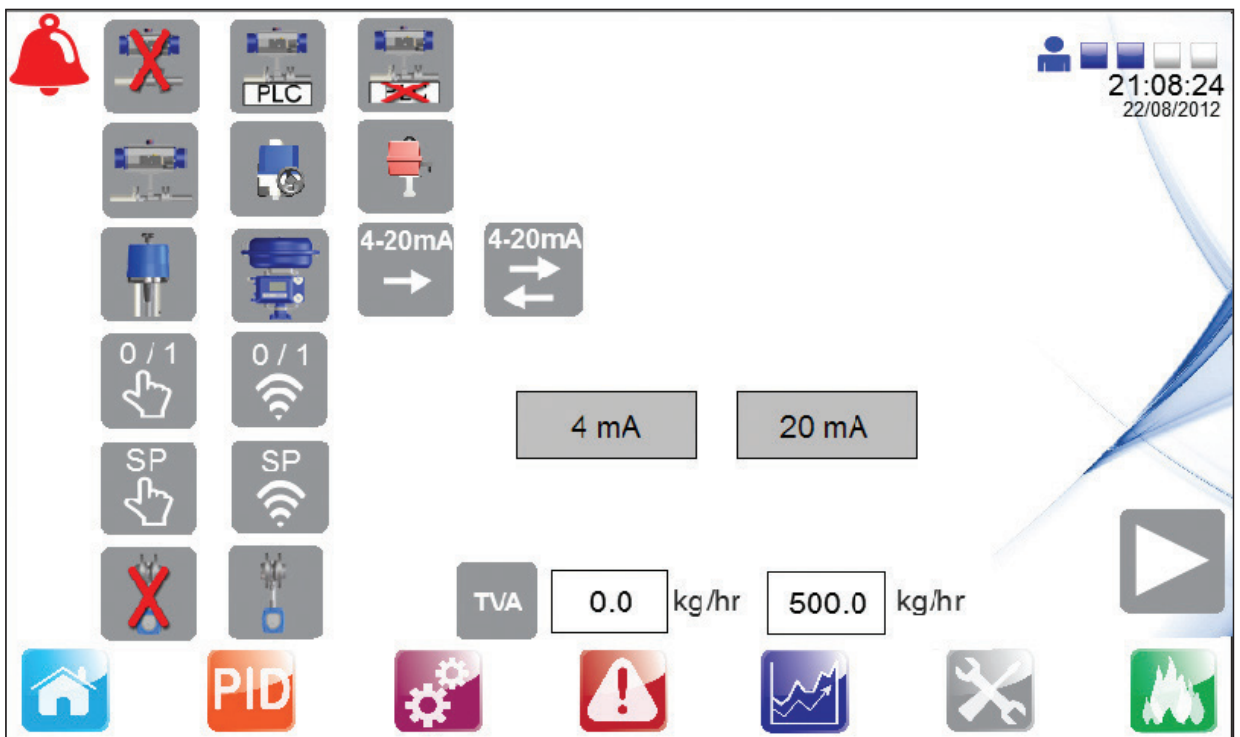 21:08:24
22/08/2012
PLC
PLC
4-20mA
4-20mA
0 / 1
0 / 1
4 mA
20 mA
SP
SP
TVA
0.0
kg/hr
500.0
kg/hr
PID